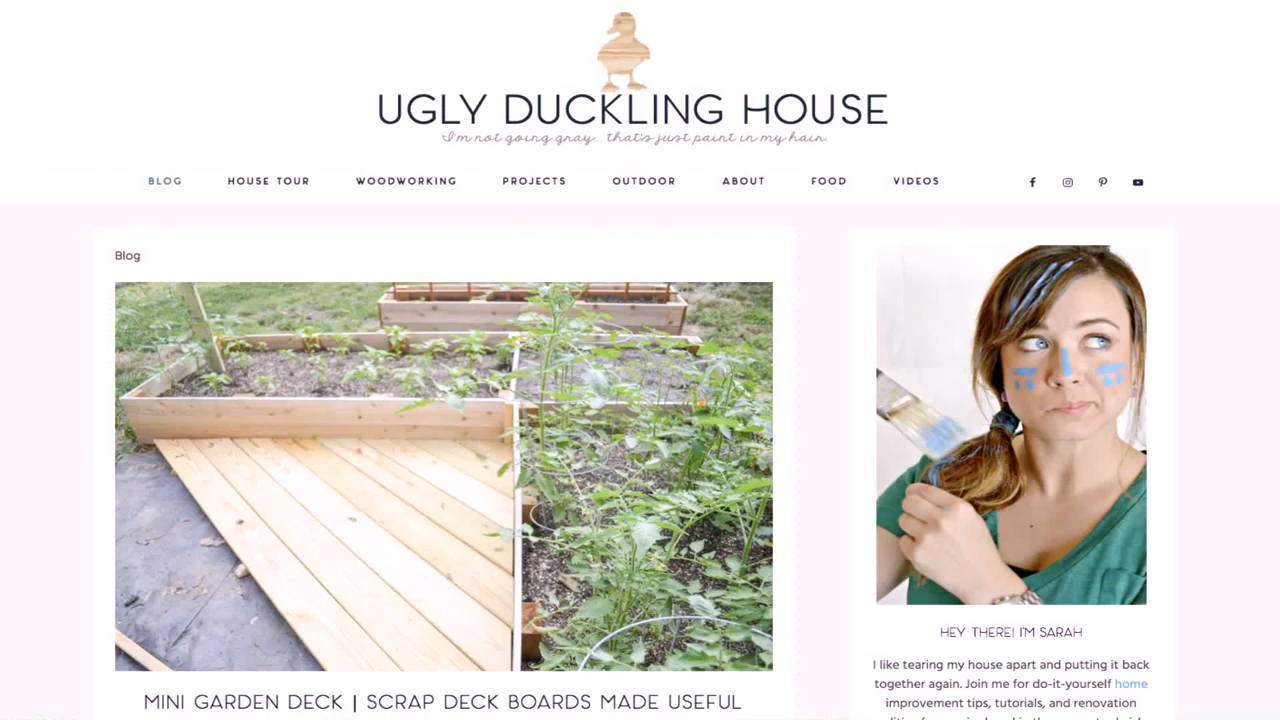 UGLY DUCKLING HOUSE
I'm not going gray... that's just paint in my hair.
BLOG HOUSE TOUR WOODWORKING PROJECTS OUTDOOR ABOUT FOOD VIDEOS
Blog
MINI GARDEN DECK | SCRAP DECK BOARDS MADE USEFUL
HEY THERE! I'M SARAH
I like tearing my house apart and putting it back
together again. Join me for do-it-yourself home
improvement tips, tutorials, and renovation